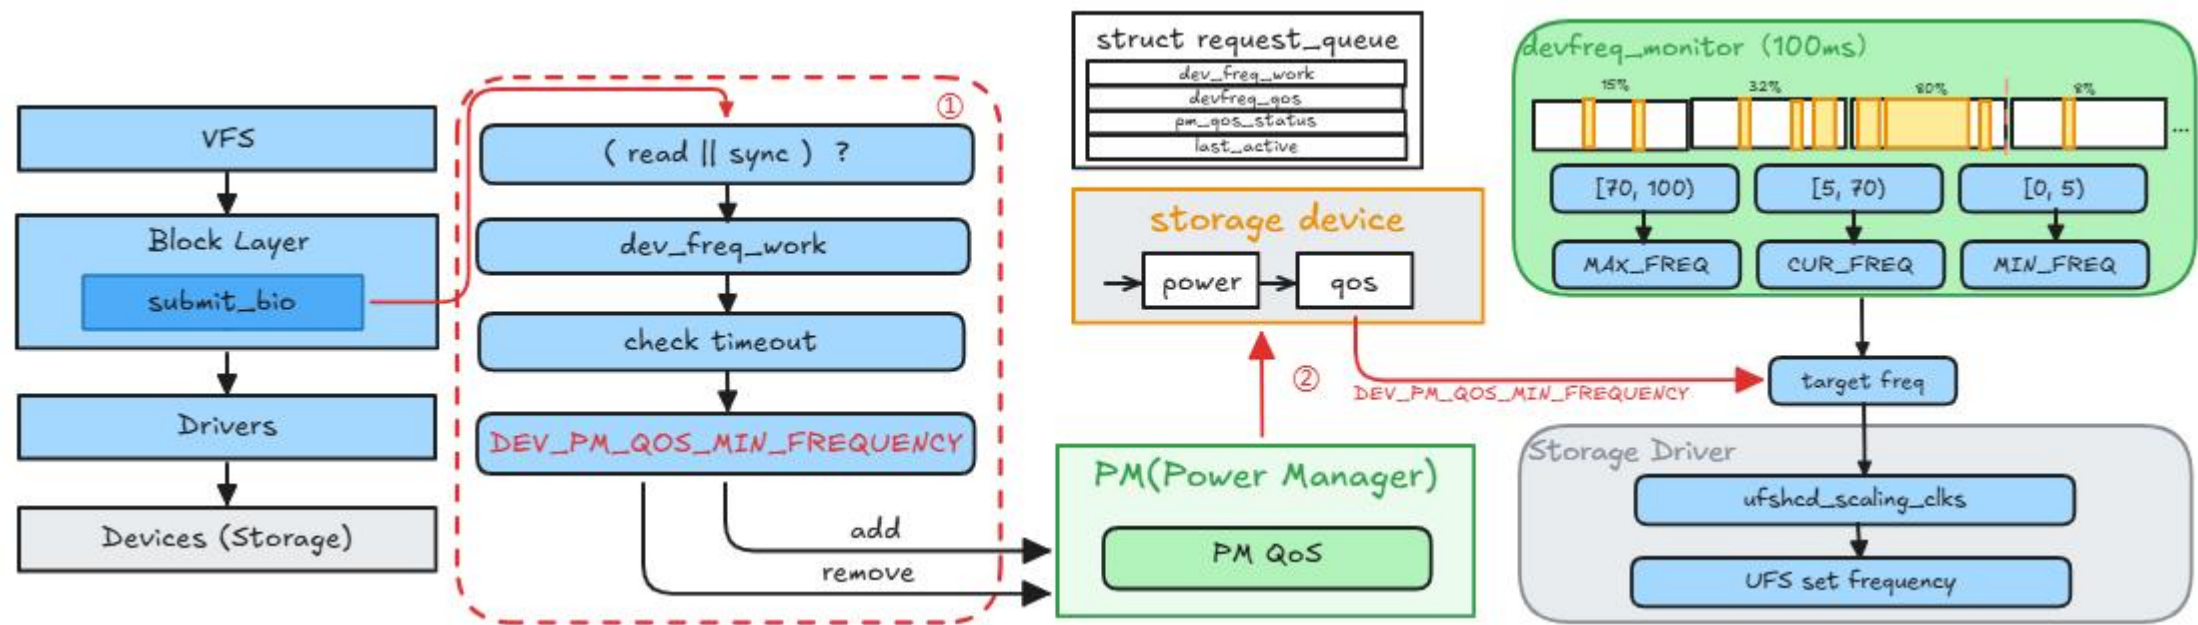 VFS
Block Layer
submit_bio
Drivers
Devices (Storage)
①
( read || sync ) ?
dev_freq_work
check timeout
DEV_PM_QOS_MIN_FREQUENCY
add
remove
struct request_queue
dev_freq_work
devfreq_qos
pm_qos_status
last_active
storage device
power
qos
②
DEV_PM_QOS_MIN_FREQUENCY
PM(Power Manager)
PM QoS
devfreq_monitor (100ms)
15%
32%
80%
8%
...
[70, 100)
[5, 70)
[0, 5)
MAX_FREQ
CUR_FREQ
MIN_FREQ
target freq
Storage Driver
ufshcd_scaling_clks
UFS set frequency